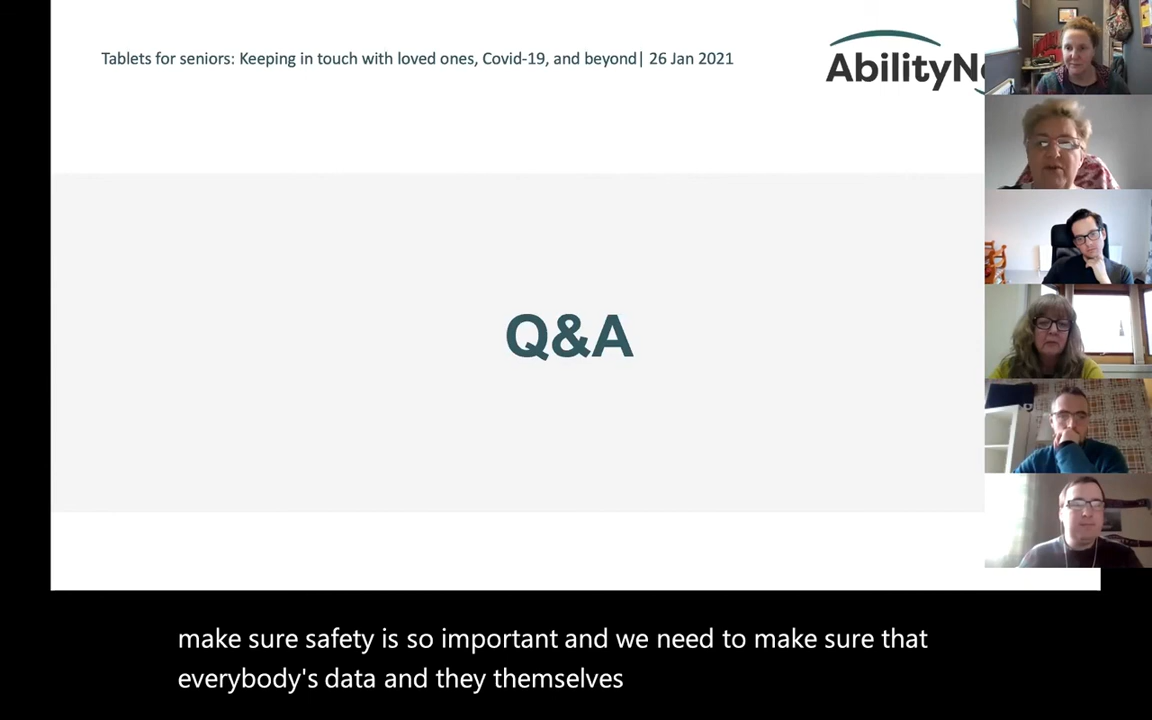 Tablets for seniors: Keeping in touch with loved ones, Covid-19, and beyond| 26 Jan 2021
AbilityN
Q&A
make sure safety is so important and we need to make sure that
everybody's data and they themselves